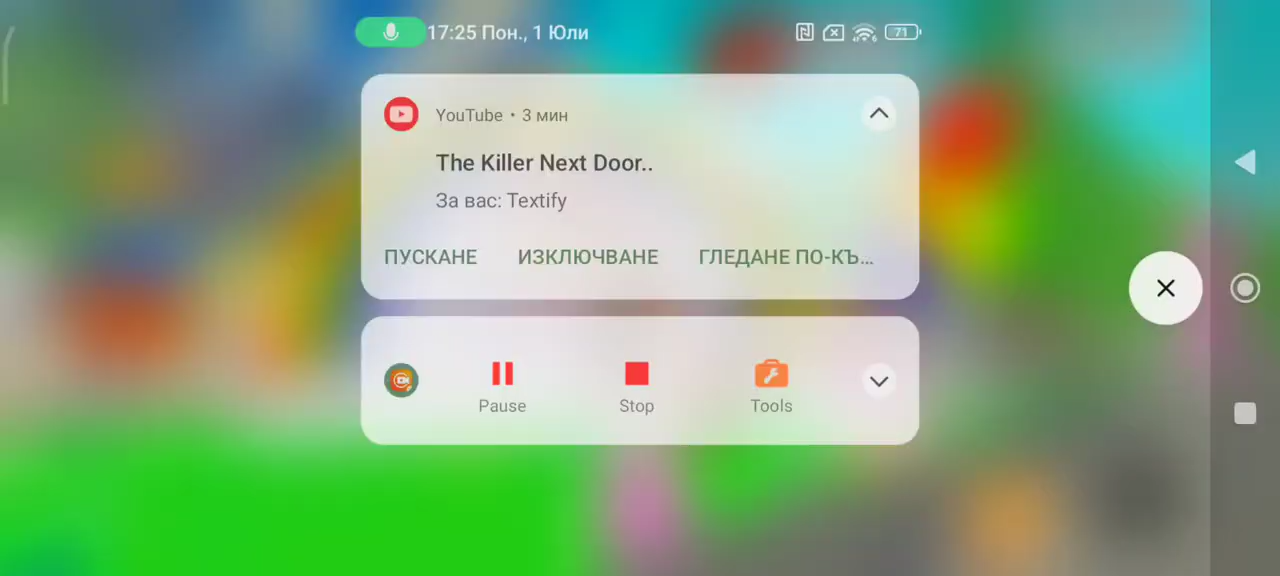 17:25 Пон., 1 Юли
71
YouTube • 3 мин
The Killer Next Door..
За вас: Textify
ПУСКАНЕ ИЗКЛЮЧВАНЕ ГЛЕДАНЕ ПО-КЪ...
Pause Stop Tools